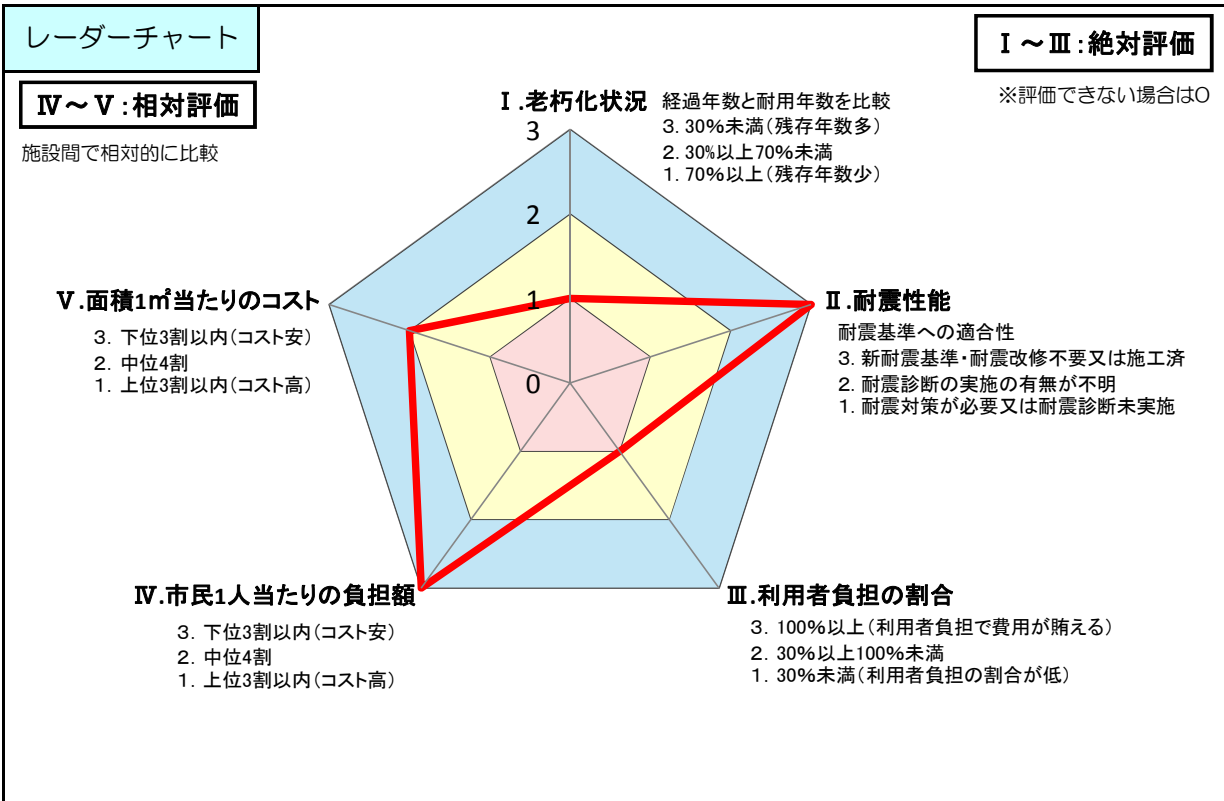 レーダーチャート
Ⅰ～Ⅲ:絶対評価
※評価できない場合は0
Ⅳ～Ⅴ:相対評価
施設間で相対的に比較
Ⅰ.老朽化状況 経過年数と耐用年数を比較
3. 30%未満(残存年数多)
2. 30%以上70%未満
1. 70%以上(残存年数少)
3
2
1
0
Ⅱ.耐震性能
耐震基準への適合性
3. 新耐震基準・耐震改修不要又は施工済
2. 耐震診断の実施の有無が不明
1. 耐震対策が必要又は耐震診断未実施
Ⅴ.面積1㎡当たりのコスト
3. 下位3割以内(コスト安)
2. 中位4割
1. 上位3割以内(コスト高)
Ⅳ.市民1人当たりの負担額
3. 下位3割以内(コスト安)
2. 中位4割
1. 上位3割以内(コスト高)
Ⅲ.利用者負担の割合
3. 100%以上(利用者負担で費用が賄える)
2. 30%以上100%未満
1. 30%未満(利用者負担の割合が低)